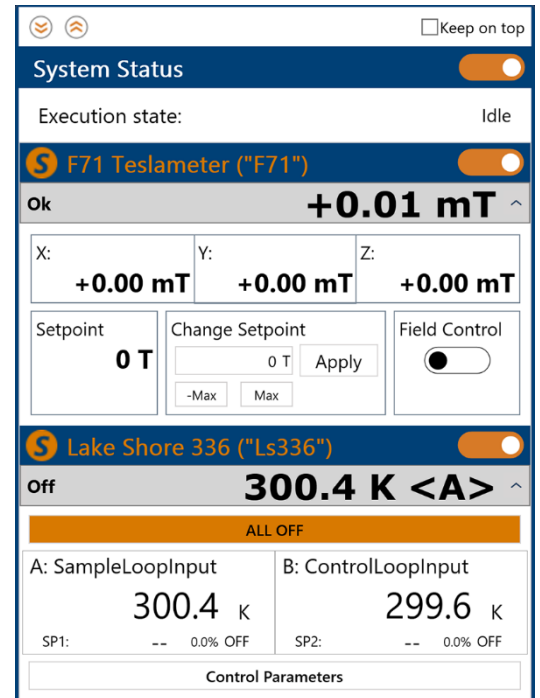 Keep on top
System Status
Execution state: Idle
S F71 Teslameter ("F71")
Ok +0.01 mT
X: Y: Z:
+0.00 mT +0.00 mT +0.00 mT
Setpoint Change Setpoint Field Control
0 T 0 T Apply
-Max Max
S Lake Shore 336 ("Ls336")
Off 300.4 K <A>
ALL OFF
A: SampleLoopInput B: ControlLoopInput
300.4 K 299.6 K
SP1: -- 0.0% OFF SP2: -- 0.0% OFF
Control Parameters